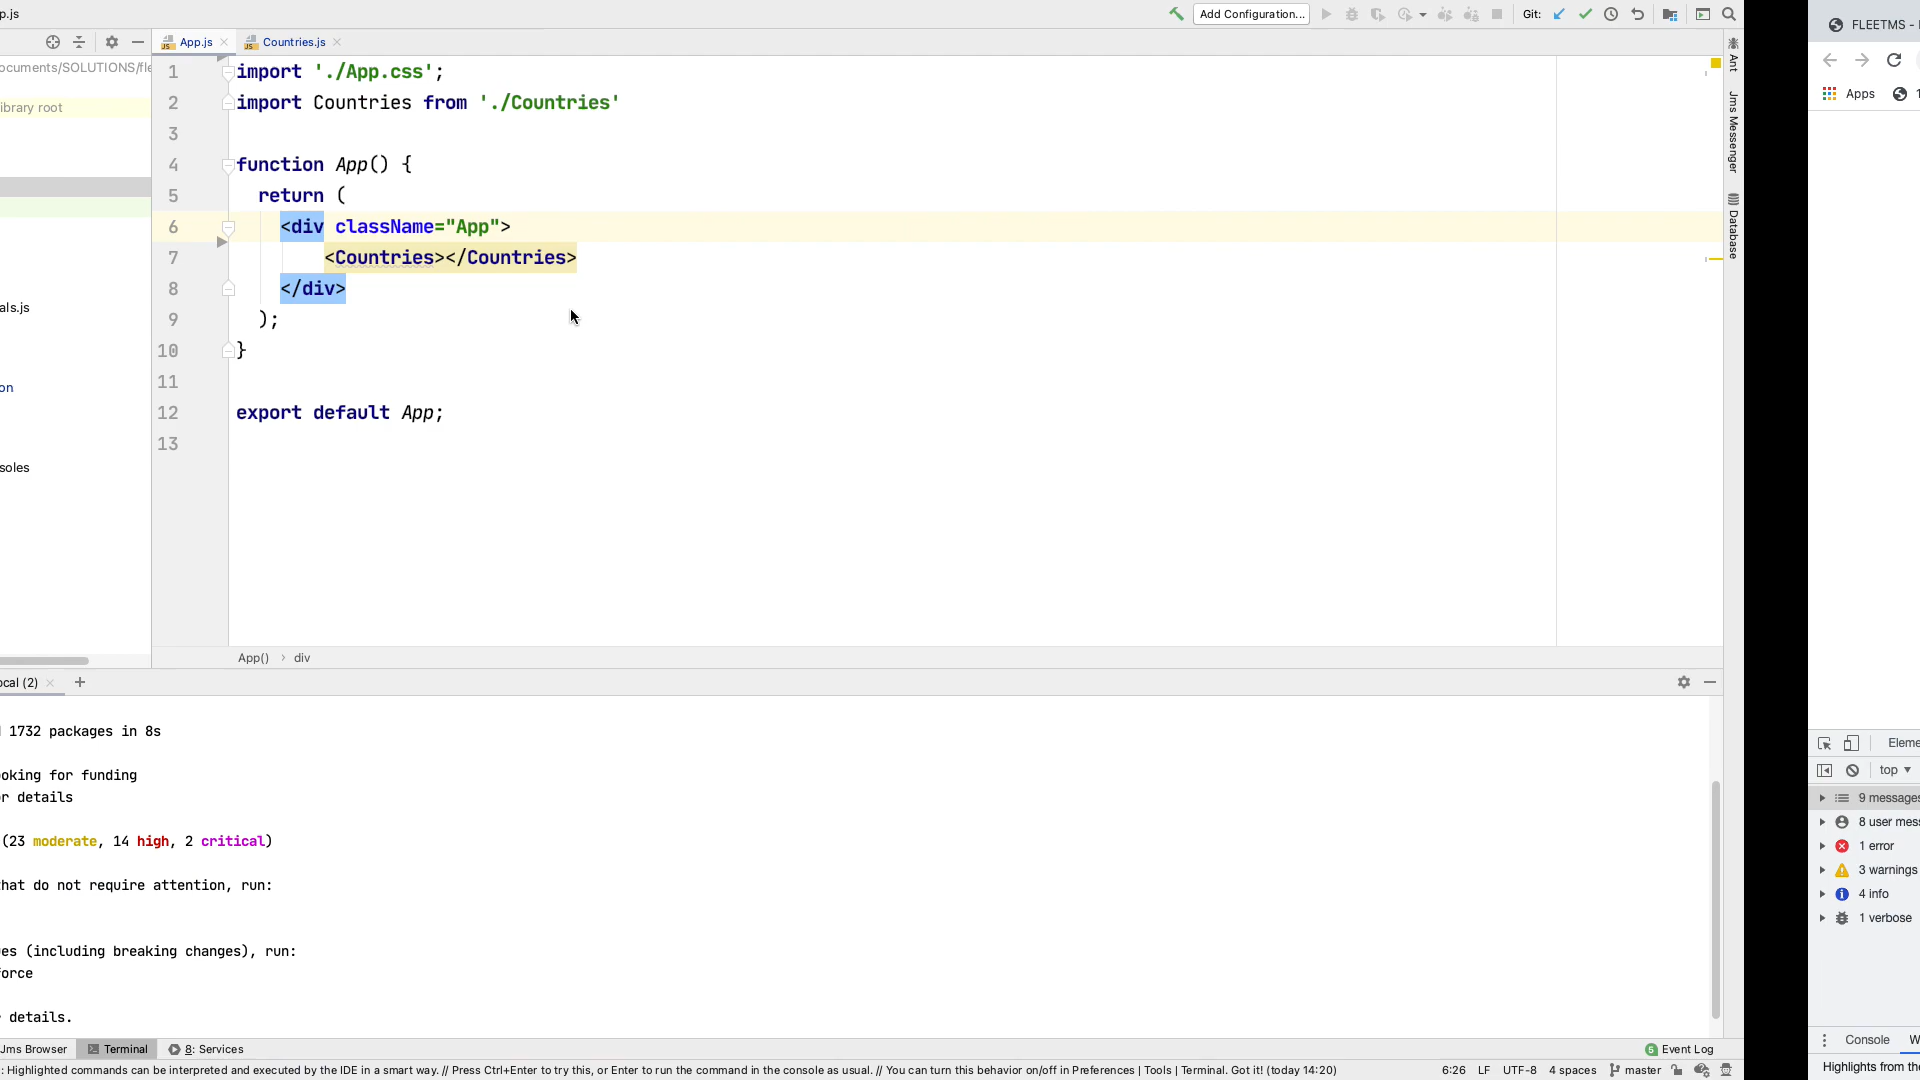 p.js
Add Configuration...
Git:
FLEETMS -
App.js
Countries.js
ocuments/SOLUTIONS/fle
ibrary root
als.js
on
soles
1 import './App.css';
2 import Countries from './Countries'
3
4 function App() {
5 return (
6 <div className="App">
7 <Countries></Countries>
8 </div>
9 );
10 }
11
12 export default App;
13
App() › div
Ant
Jms Messenger
Database
Apps
ocal (2)
1732 packages in 8s
ooking for funding
or details
(23 moderate, 14 high, 2 critical)
that do not require attention, run:
es (including breaking changes), run:
force
details.
Eleme
top
9 messages
8 user mess
1 error
3 warnings
4 info
1 verbose
Console
Highlights from the
Jms Browser
Terminal
8: Services
5 Event Log
: Highlighted commands can be interpreted and executed by the IDE in a smart way. // Press Ctrl+Enter to try this, or Enter to run the command in the console as usual. // You can turn this behavior on/off in Preferences | Tools | Terminal. Got it! (today 14:20)
6:26 LF UTF-8 4 spaces master